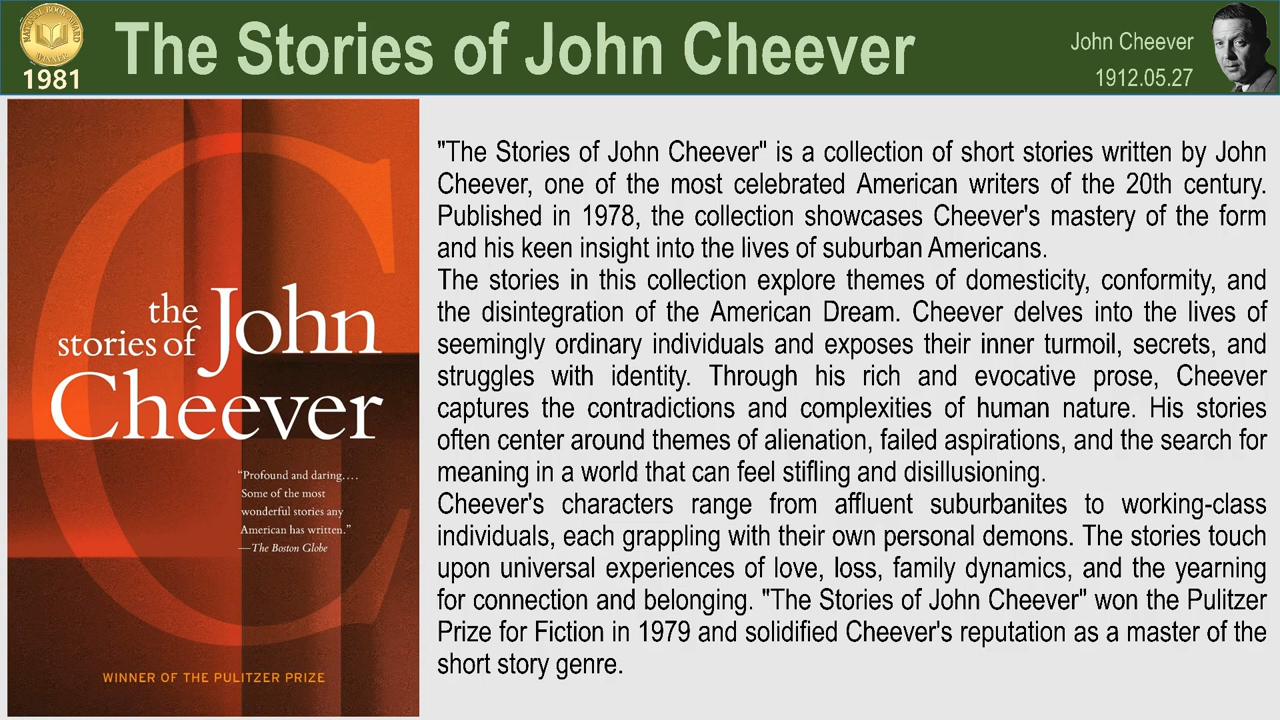 NATIONAL BOOK AWARD
WINNER
1981
The Stories of John Cheever
John Cheever
1912.05.27
the
stories of John
Cheever
“Profound and daring....
Some of the most
wonderful stories any
American has written.”
—The Boston Globe
WINNER OF THE PULITZER PRIZE
"The Stories of John Cheever" is a collection of short stories written by John
Cheever, one of the most celebrated American writers of the 20th century.
Published in 1978, the collection showcases Cheever's mastery of the form
and his keen insight into the lives of suburban Americans.
The stories in this collection explore themes of domesticity, conformity, and
the disintegration of the American Dream. Cheever delves into the lives of
seemingly ordinary individuals and exposes their inner turmoil, secrets, and
struggles with identity. Through his rich and evocative prose, Cheever
captures the contradictions and complexities of human nature. His stories
often center around themes of alienation, failed aspirations, and the search for
meaning in a world that can feel stifling and disillusioning.
Cheever's characters range from affluent suburbanites to working-class
individuals, each grappling with their own personal demons. The stories touch
upon universal experiences of love, loss, family dynamics, and the yearning
for connection and belonging. "The Stories of John Cheever" won the Pulitzer
Prize for Fiction in 1979 and solidified Cheever's reputation as a master of the
short story genre.